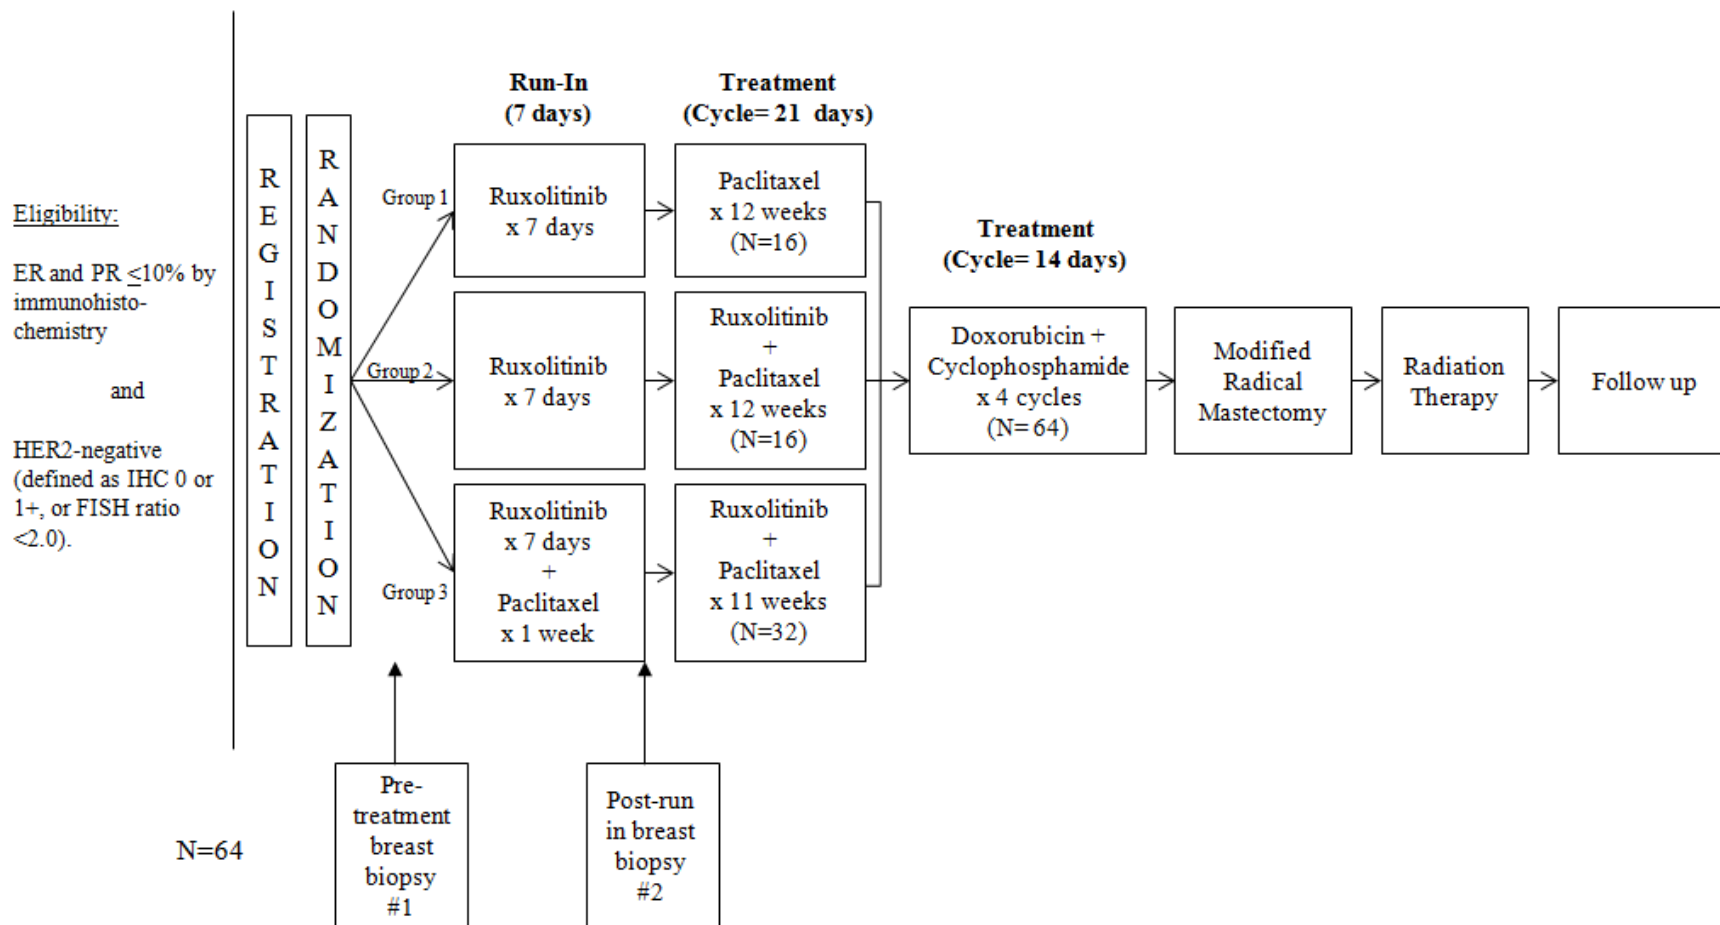 Eligibility:
ER and PR ≤10% by
immunohisto-
chemistry
and
HER2-negative
(defined as IHC 0 or
1+, or FISH ratio
<2.0).
N=64
REGISTRATION
RANDOMIZATION
Group 1
Group 2
Group 3
Run-In
(7 days)
Ruxolitinib
x 7 days
Ruxolitinib
x 7 days
Ruxolitinib
x 7 days
+
Paclitaxel
x 1 week
Treatment
(Cycle= 21 days)
Paclitaxel
x 12 weeks
(N=16)
Ruxolitinib
+
Paclitaxel
x 12 weeks
(N=16)
Ruxolitinib
+
Paclitaxel
x 11 weeks
(N=32)
Treatment
(Cycle= 14 days)
Doxorubicin +
Cyclophosphamide
x 4 cycles
(N= 64)
Modified
Radical
Mastectomy
Radiation
Therapy
Follow up
Pre-
treatment
breast
biopsy
#1
Post-run
in breast
biopsy
#2